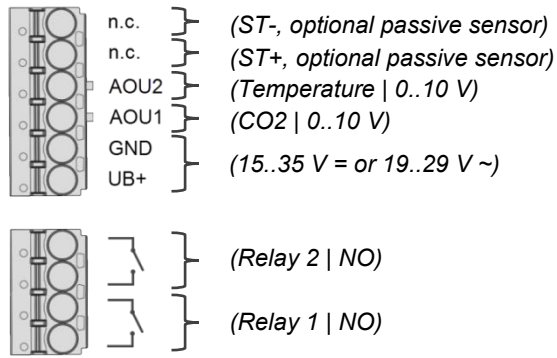 n.c. (ST-, optional passive sensor)
n.c. (ST+, optional passive sensor)
AOU2 (Temperature | 0..10 V)
AOU1 (CO2 | 0..10 V)
GND
UB+
(15..35 V = or 19..29 V ~)
(Relay 2 | NO)
(Relay 1 | NO)